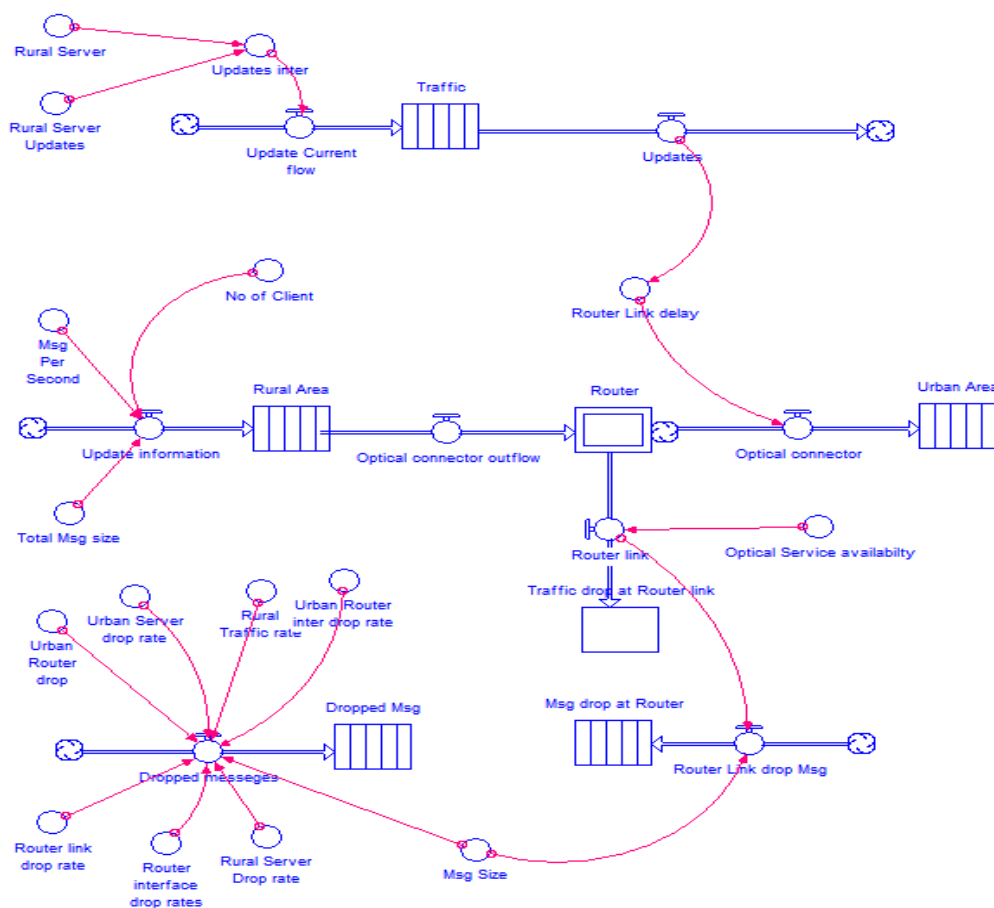 Rural Server
Updates inter
Rural Server
Updates
Traffic
Update Current
flow
Updates
No of Client
Router Link delay
Msg
Per
Second
Rural Area
Router
Urban Area
Update information
Optical connector outflow
Optical connector
Total Msg size
Router link
Optical Service availabilty
Traffic drop at Router link
Urban Server
drop rate
Rural
Traffic rate
Urban Router
inter drop rate
Urban
Router
drop
Dropped Msg
Msg drop at Router
Dropped messeges
Router Link drop Msg
Router link
drop rate
Router
interface
drop rates
Rural Server
Drop rate
Msg Size